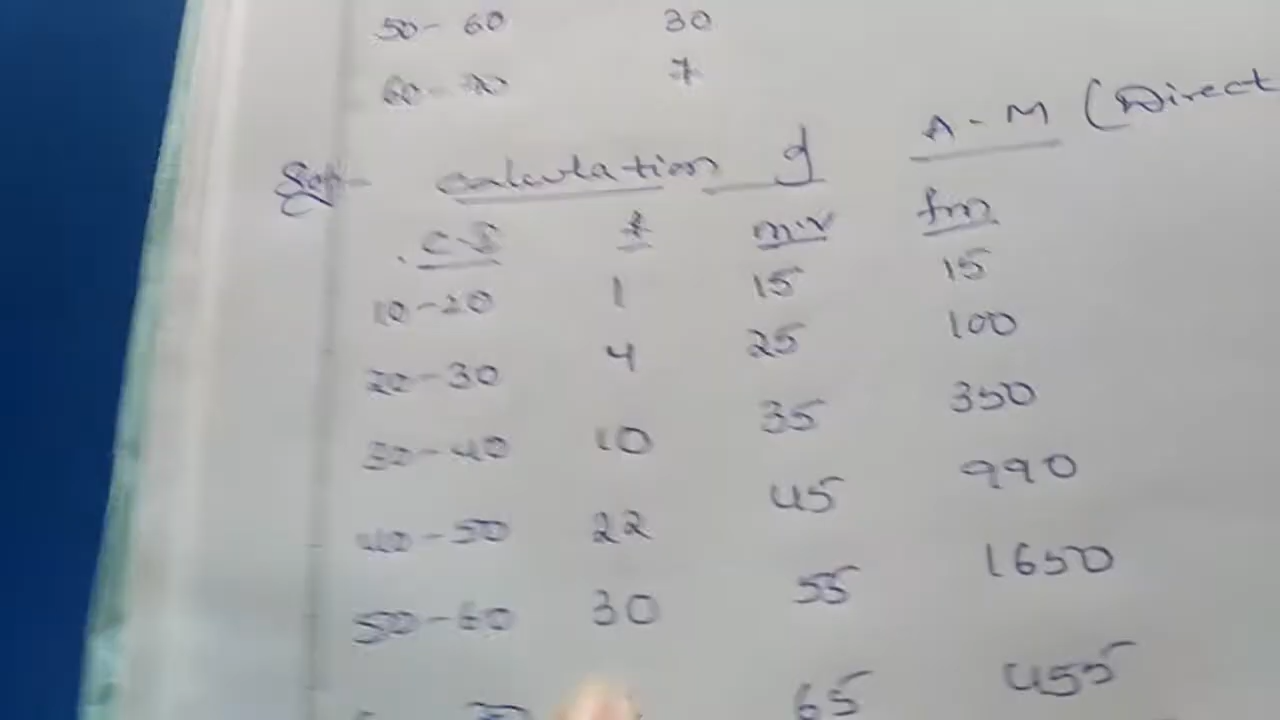 50-60 30
60-70 7
Sol- calculation of A-M (Direct
C-I f m.v fm
10-20 1 15 15
20-30 4 25 100
30-40 10 35 350
40-50 22 45 990
50-60 30 55 1650
65 455